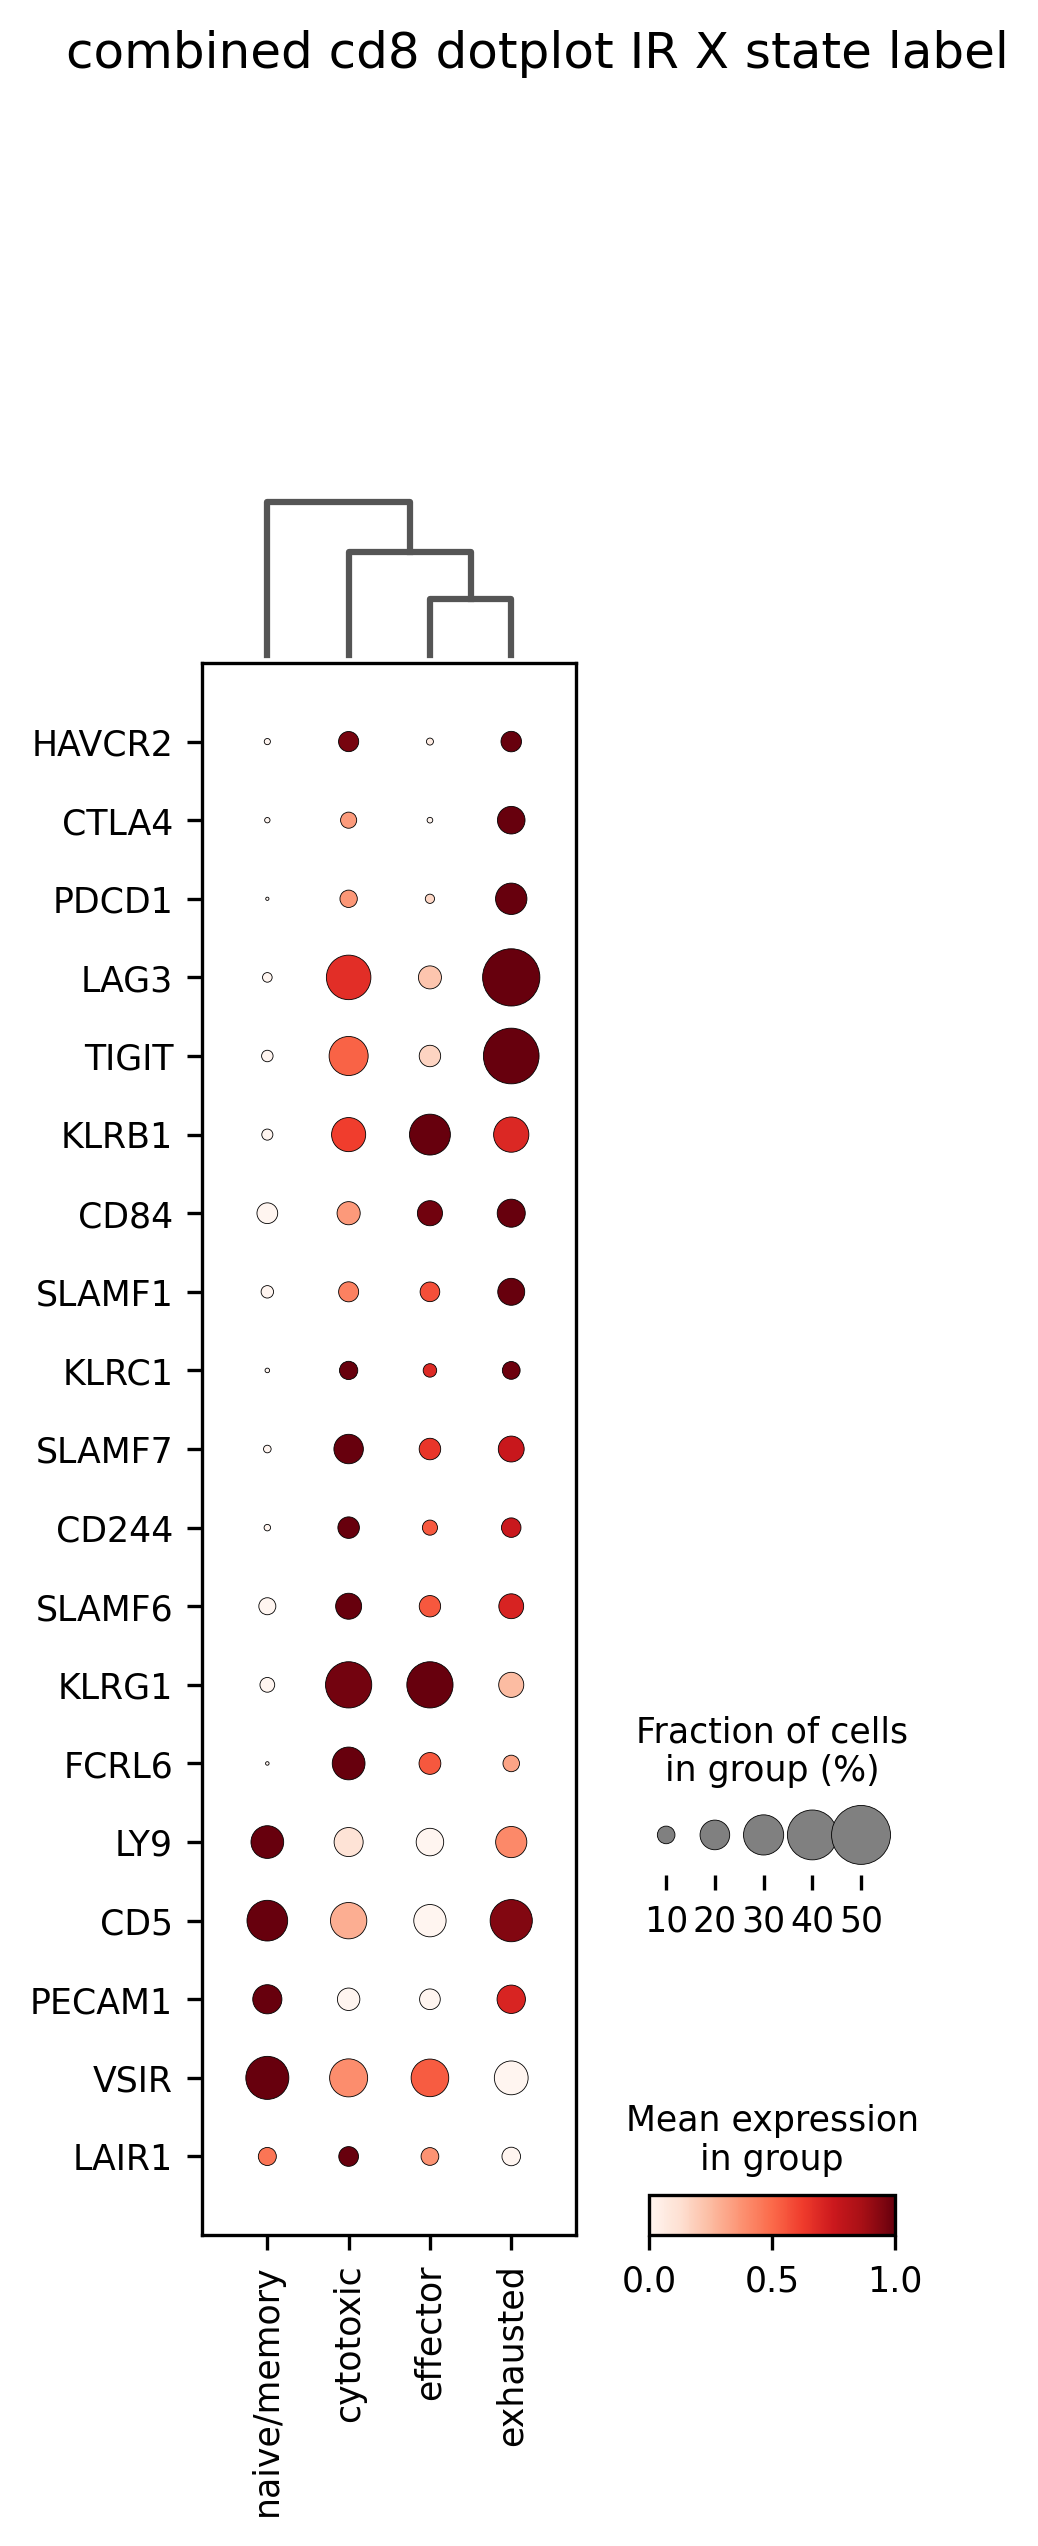 combined cd8 dotplot IR X state label
HAVCR2
CTLA4
PDCD1
LAG3
TIGIT
KLRB1
CD84
SLAMF1
KLRC1
SLAMF7
CD244
SLAMF6
KLRG1
FCRL6
LY9
CD5
PECAM1
VSIR
LAIR1
naive/memory
cytotoxic
effector
exhausted
Fraction of cells
in group (%)
10 20 30 40 50
Mean expression
in group
0.0 0.5 1.0